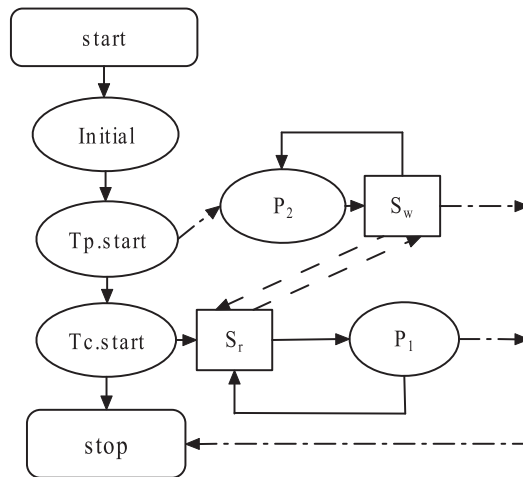 start
Initial
Tp.start
P2
Sw
Tc.start
Sr
P1
stop